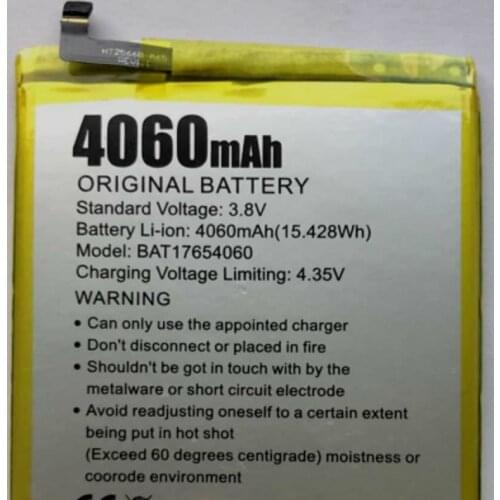 REV1.1
4060mAh
ORIGINAL BATTERY
Standard Voltage: 3.8V
Battery Li-ion: 4060mAh(15.428Wh)
Model: BAT17654060
Charging Voltage Limiting: 4.35V
WARNING
• Can only use the appointed charger
• Don't disconnect or placed in fire
• Shouldn't be got in touch with by the
metalware or short circuit electrode
• Avoid readjusting oneself to a certain extent
being put in hot shot
(Exceed 60 degrees centigrade) moistness or
coorode environment